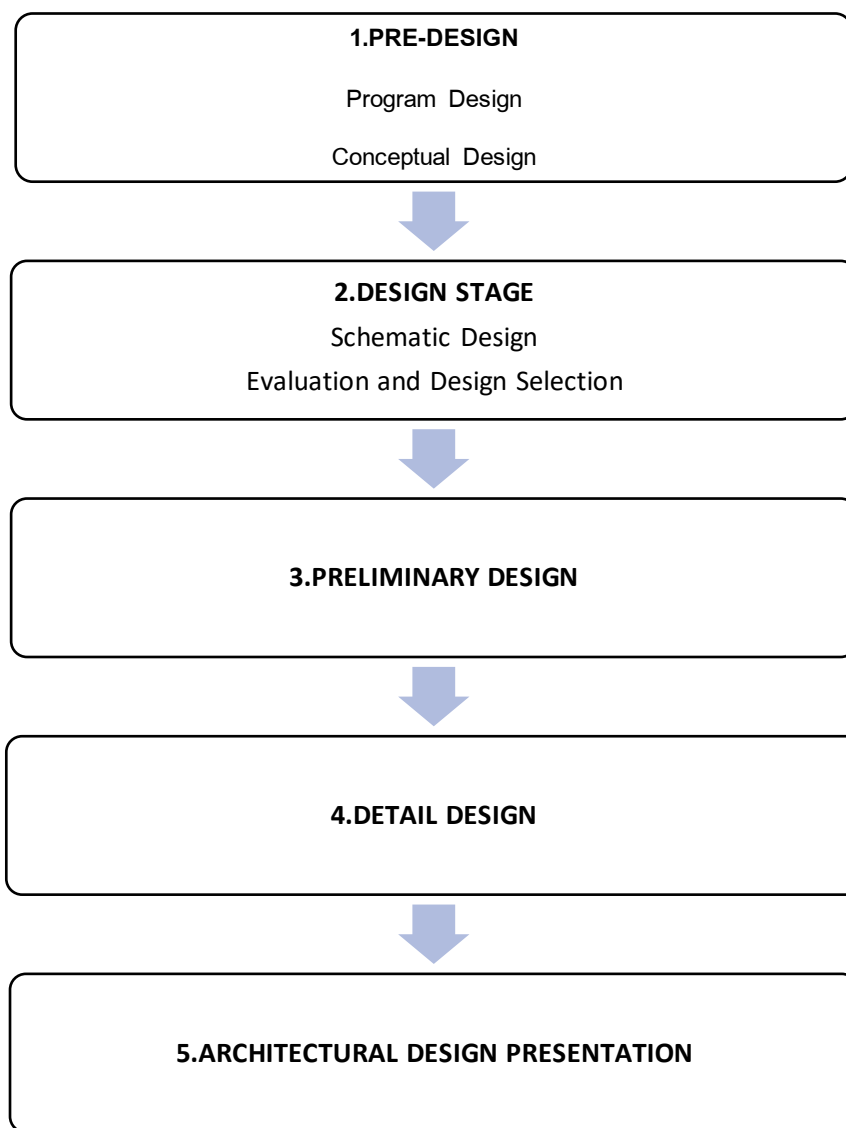 1.PRE-DESIGN
Program Design
Conceptual Design
2.DESIGN STAGE
Schematic Design
Evaluation and Design Selection
3.PRELIMINARY DESIGN
4.DETAIL DESIGN
5.ARCHITECTURAL DESIGN PRESENTATION